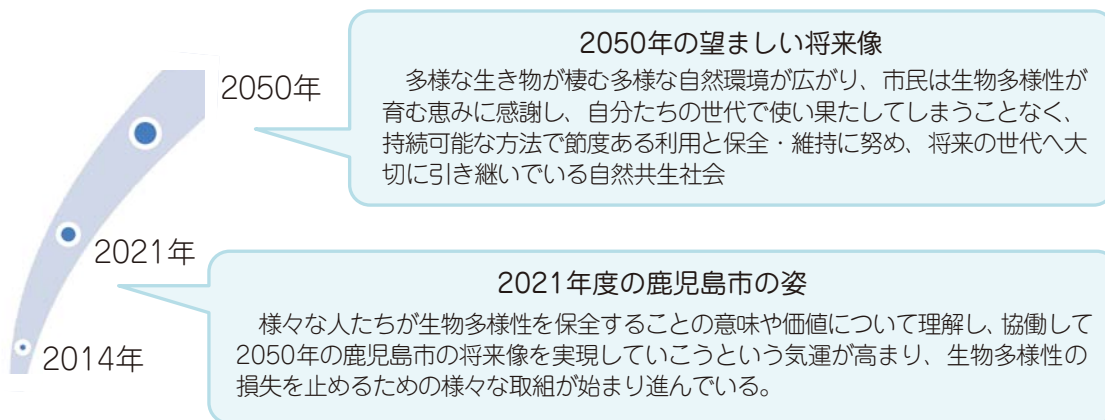 2050年の望ましい将来像
多様な生き物が棲む多様な自然環境が広がり、市民は生物多様性が
育む恵みに感謝し、自分たちの世代で使い果たしてしまうことなく、
持続可能な方法で節度ある利用と保全・維持に努め、将来の世代へ大
切に引き継いでいる自然共生社会
2050年
2021年
2021年度の鹿児島市の姿
様々な人たちが生物多様性を保全することの意味や価値について理解し、協働して
2050年の鹿児島市の将来像を実現していこうという気運が高まり、生物多様性の
損失を止めるための様々な取組が始まり進んでいる。
2014年